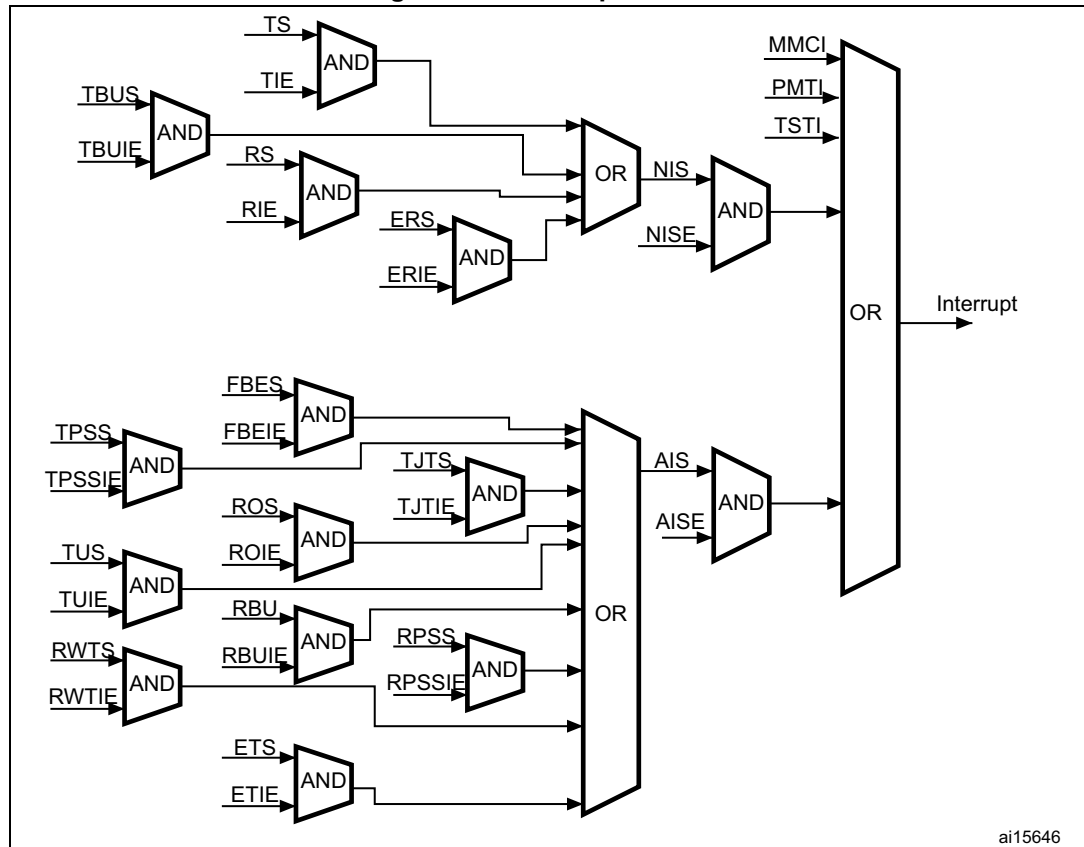 TS
TIE
AND
TBUS
TBUIE
AND
RS
RIE
AND
ERS
ERIE
AND
OR
NIS
NISE
AND
MMCI
PMTI
TSTI
OR
Interrupt
FBES
FBEIE
AND
TPSS
TPSSIE
AND
TJTS
TJTIE
AND
ROS
ROIE
AND
TUS
TUIE
AND
RBU
RBUIE
AND
RPSS
RPSSIE
AND
RWTS
RWTIE
AND
ETS
ETIE
AND
OR
AIS
AISE
AND
ai15646